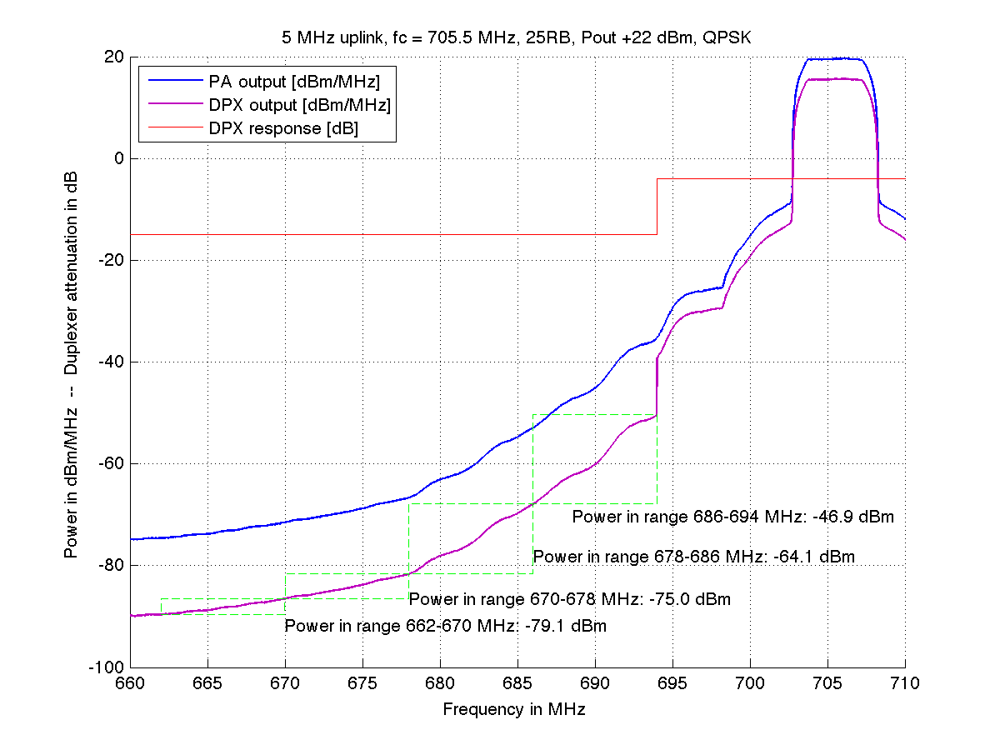 5 MHz uplink, fc = 705.5 MHz, 25RB, Pout +22 dBm, QPSK
PA output [dBm/MHz]
DPX output [dBm/MHz]
DPX response [dB]
Power in dBm/MHz -- Duplexer attenuation in dB
20
0
-20
-40
-60
-80
-100
Power in range 686-694 MHz: -46.9 dBm
Power in range 678-686 MHz: -64.1 dBm
Power in range 670-678 MHz: -75.0 dBm
Power in range 662-670 MHz: -79.1 dBm
660 665 670 675 680 685 690 695 700 705 710
Frequency in MHz